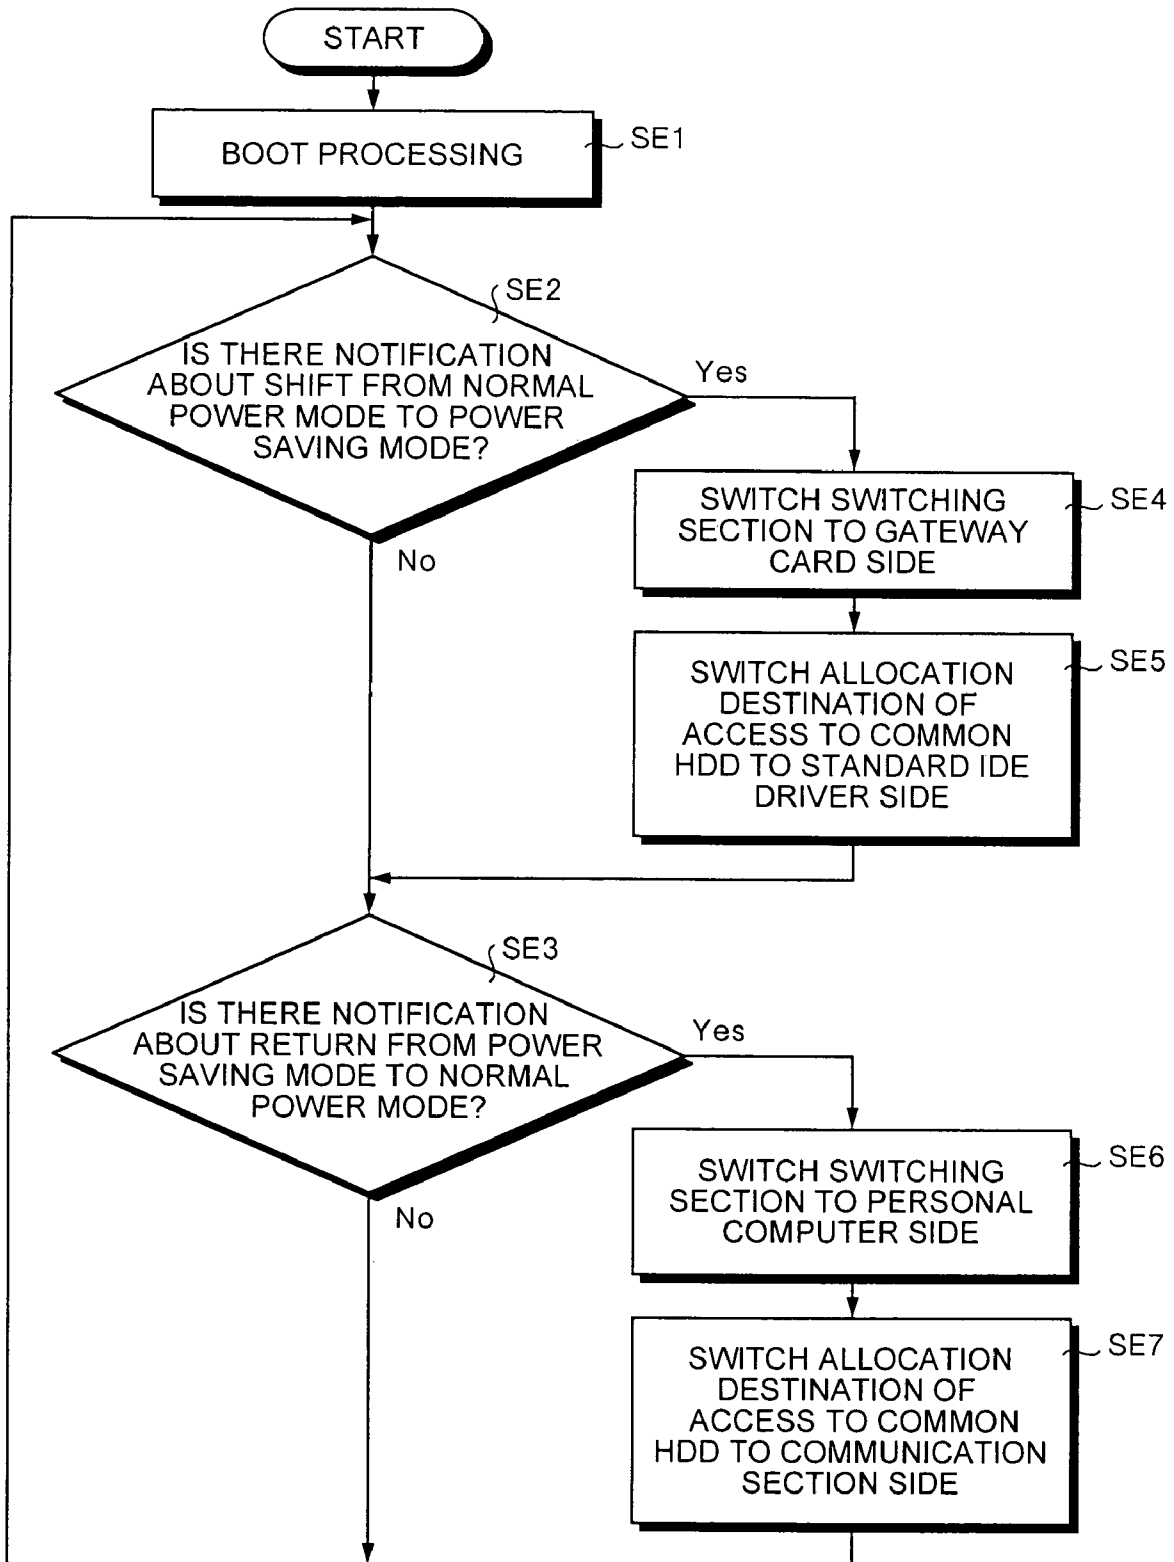 START
BOOT PROCESSING
SE1
SE2
IS THERE NOTIFICATION
ABOUT SHIFT FROM NORMAL
POWER MODE TO POWER
SAVING MODE?
Yes
No
SWITCH SWITCHING
SECTION TO GATEWAY
CARD SIDE
SE4
SWITCH ALLOCATION
DESTINATION OF
ACCESS TO COMMON
HDD TO STANDARD IDE
DRIVER SIDE
SE5
SE3
IS THERE NOTIFICATION
ABOUT RETURN FROM POWER
SAVING MODE TO NORMAL
POWER MODE?
Yes
No
SWITCH SWITCHING
SECTION TO PERSONAL
COMPUTER SIDE
SE6
SWITCH ALLOCATION
DESTINATION OF
ACCESS TO COMMON
HDD TO COMMUNICATION
SECTION SIDE
SE7